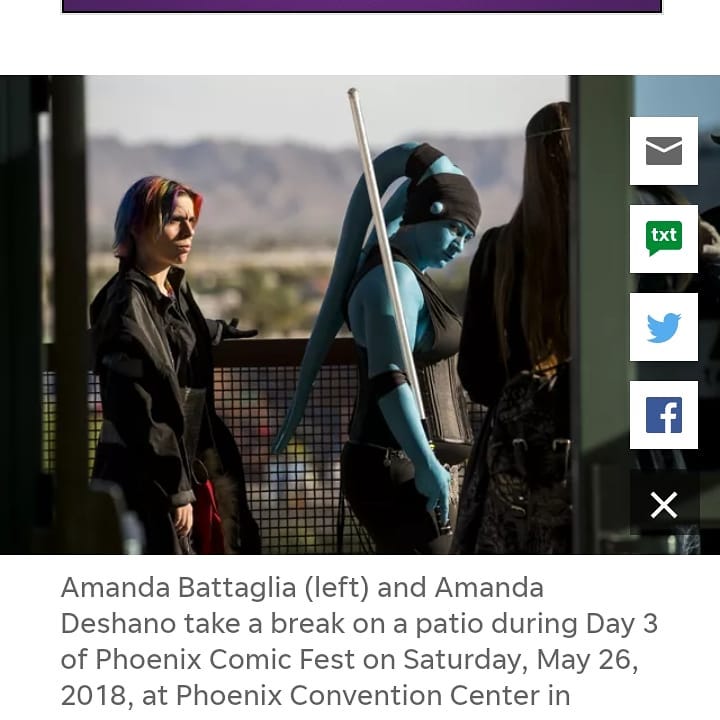 txt
Amanda Battaglia (left) and Amanda
Deshano take a break on a patio during Day 3
of Phoenix Comic Fest on Saturday, May 26,
2018, at Phoenix Convention Center in